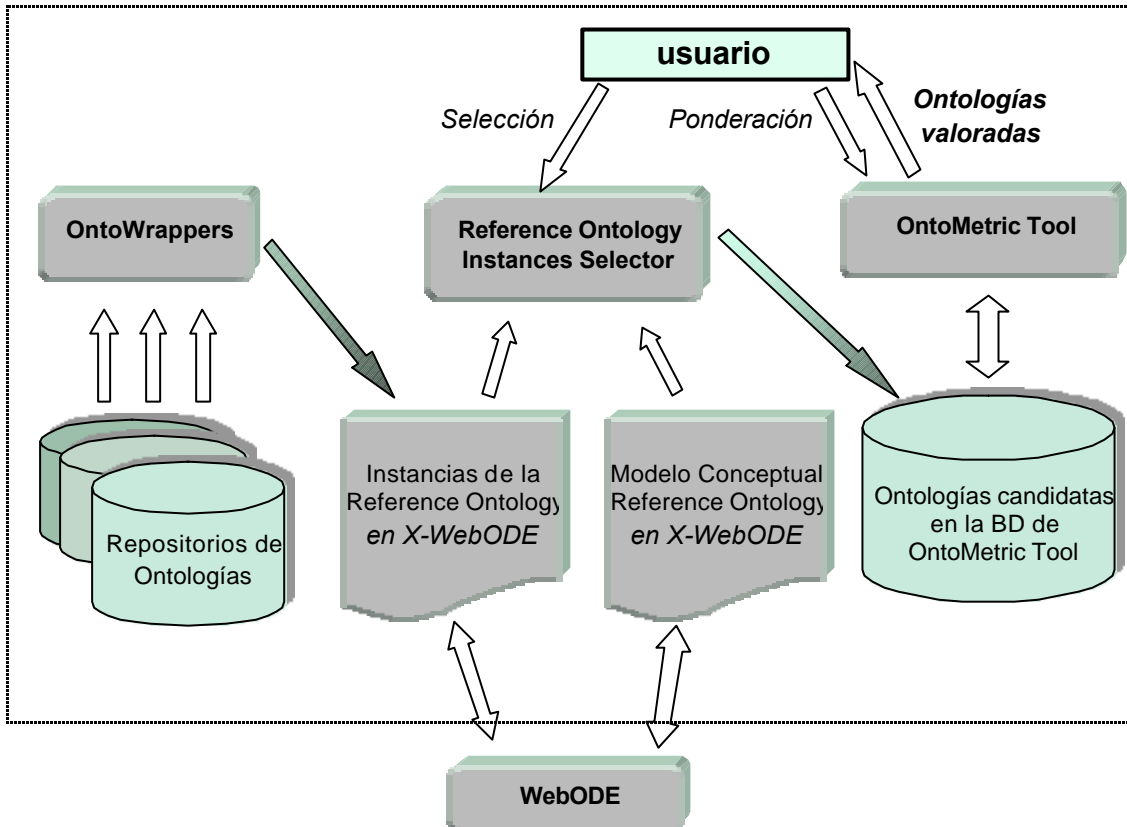 usuario
Selección
Ponderación
Ontologías
valoradas
OntoWrappers
Reference Ontology
Instances Selector
OntoMetric Tool
Repositorios de
Ontologías
Instancias de la
Reference Ontology
en X-WebODE
Modelo Conceptual
Reference Ontology
en X-WebODE
Ontologías candidatas
en la BD de
OntoMetric Tool
WebODE